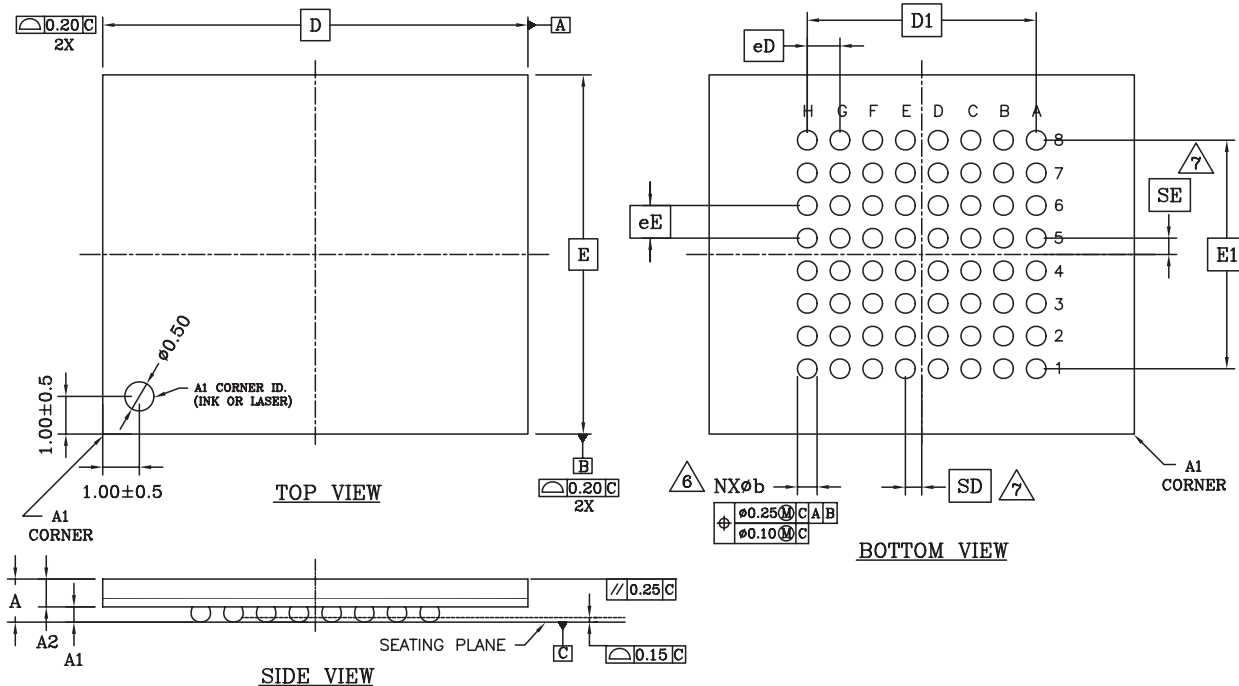 ⌓ 0.20 C
2X
D
A
E
B
⌓ 0.20 C
2X
ø0.50
A1 CORNER ID.
(INK OR LASER)
1.00±0.5
1.00±0.5
TOP VIEW
A1
CORNER
D1
eD
H G F E D C B A
8
7
6
5
4
3
2
1
7
SE
eE
E1
6
NXøb
⌖ ø0.25 Ⓜ C A B
ø0.10 Ⓜ C
SD
7
A1
CORNER
BOTTOM VIEW
A
A2
A1
// 0.25 C
SEATING PLANE
C
⌓ 0.15 C
SIDE VIEW